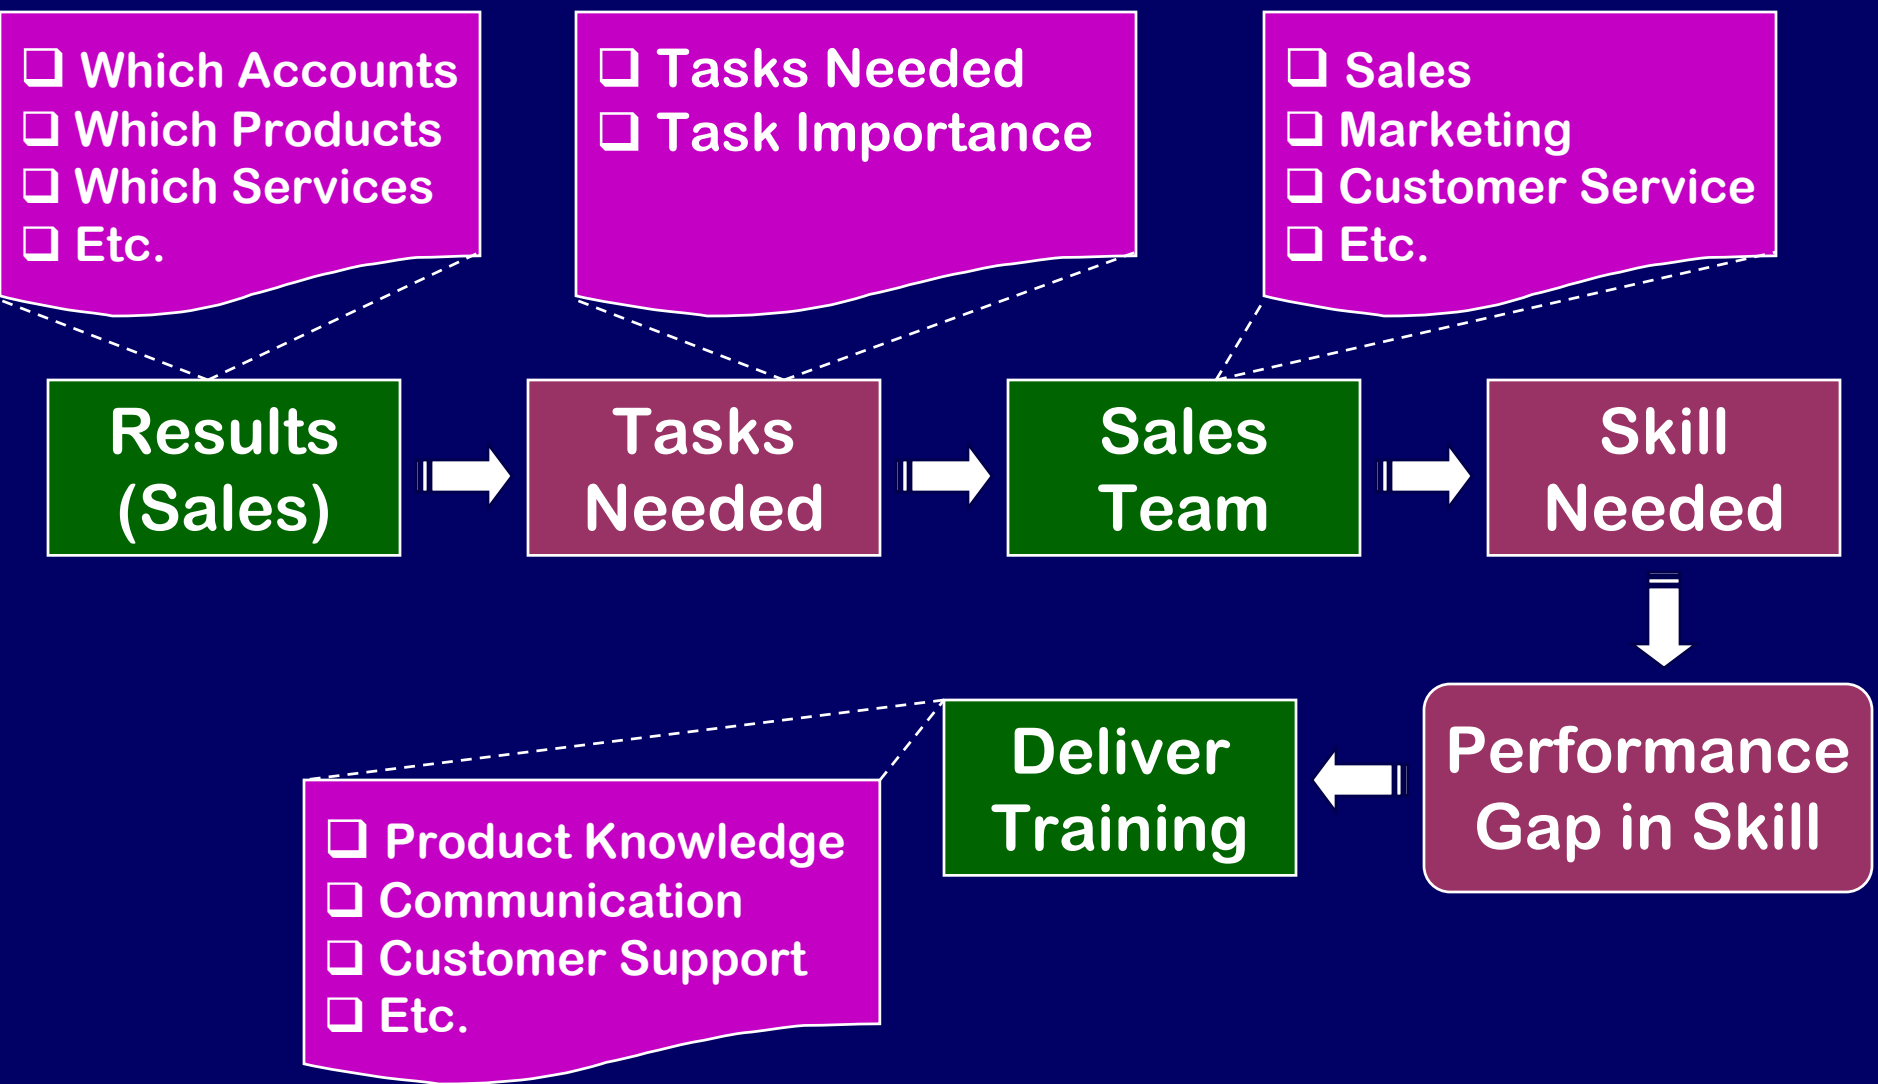 ❑ Which Accounts
❑ Which Products
❑ Which Services
❑ Etc.
❑ Tasks Needed
❑ Task Importance
❑ Sales
❑ Marketing
❑ Customer Service
❑ Etc.
Results
(Sales)
Tasks
Needed
Sales
Team
Skill
Needed
Performance
Gap in Skill
Deliver
Training
❑ Product Knowledge
❑ Communication
❑ Customer Support
❑ Etc.